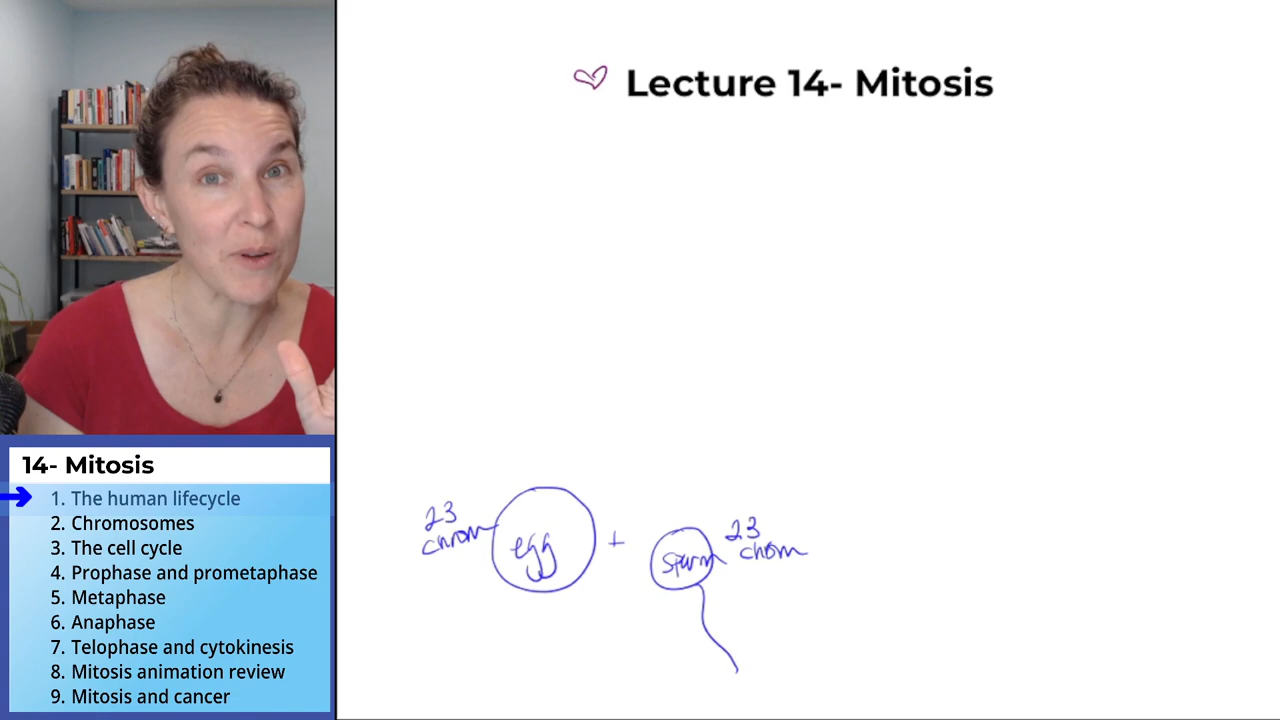 Lecture 14- Mitosis
14- Mitosis
1. The human lifecycle
2. Chromosomes
3. The cell cycle
4. Prophase and prometaphase
5. Metaphase
6. Anaphase
7. Telophase and cytokinesis
8. Mitosis animation review
9. Mitosis and cancer
23
chrom
egg
+
sperm
23
chom